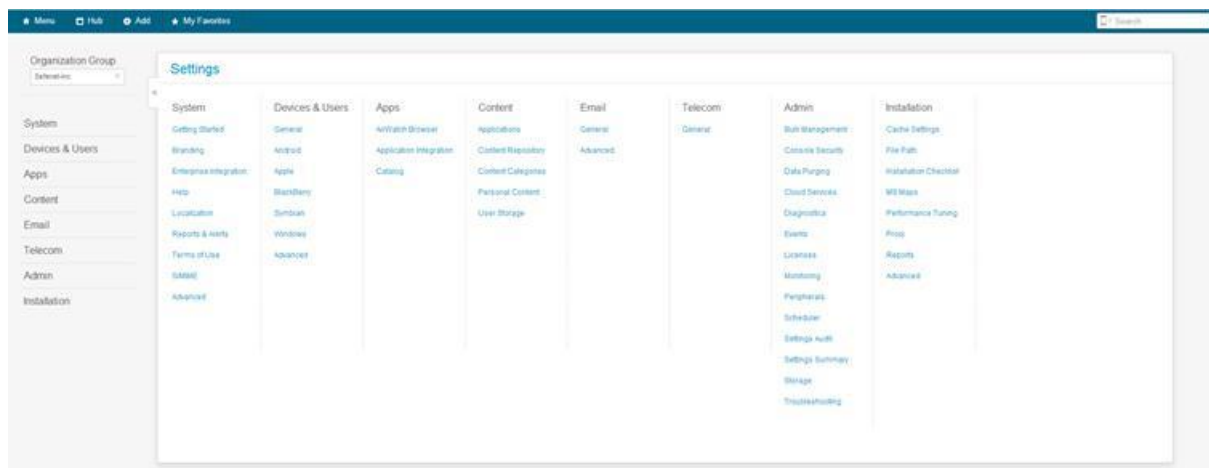 Menu Hub Add My Favorites Search
Organization Group
Settings
System
Devices & Users
Apps
Content
Email
Telecom
Admin
Installation
System
Getting Started
Branding
Enterprise Integration
Help
Localization
Reports & Alerts
Terms of Use
S/MIME
Advanced
Devices & Users
General
Android
Apple
BlackBerry
Symbian
Windows
Advanced
Apps
AirWatch Browser
Application Integration
Catalog
Content
Applications
Content Repository
Content Categories
Personal Content
User Storage
Email
General
Advanced
Telecom
General
Admin
Bulk Management
Console Security
Data Purging
Cloud Services
Diagnostics
Events
Licenses
Monitoring
Peripherals
Scheduler
Settings Audit
Settings Summary
Storage
Troubleshooting
Installation
Cache Settings
File Path
Installation Checklist
Maps
Performance Tuning
Proxy
Reports
Advanced